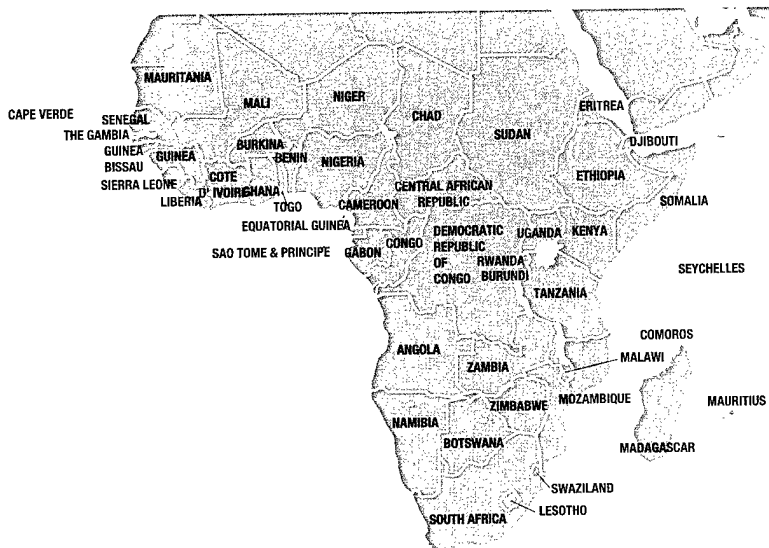 MAURITANIA
MALI
NIGER
CHAD
SUDAN
ERITREA
CAPE VERDE
SENEGAL
THE GAMBIA
GUINEA
BISSAU
GUINEA
BURKINA
BENIN
NIGERIA
DJIBOUTI
ETHIOPIA
SIERRA LEONE
LIBERIA
COTE
D' IVOIRE
GHANA
TOGO
CAMEROON
CENTRAL AFRICAN
REPUBLIC
SOMALIA
EQUATORIAL GUINEA
SAO TOME & PRINCIPE
GABON
CONGO
DEMOCRATIC
REPUBLIC
OF
CONGO
UGANDA
KENYA
RWANDA
BURUNDI
TANZANIA
SEYCHELLES
COMOROS
MALAWI
ANGOLA
ZAMBIA
MOZAMBIQUE
MAURITIUS
ZIMBABWE
NAMIBIA
BOTSWANA
MADAGASCAR
SWAZILAND
LESOTHO
SOUTH AFRICA